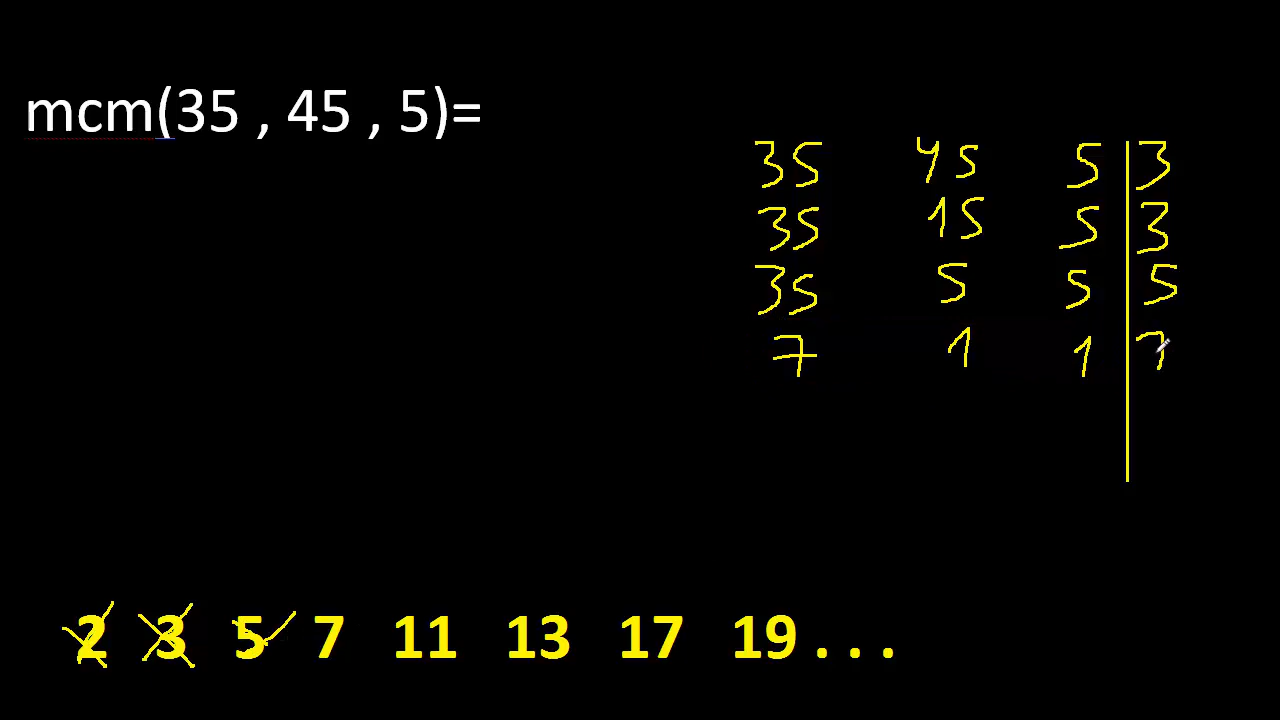 mcm(35 , 45 , 5)=
35 45 5 3
35 15 5 3
35 5 5 5
7 1 1 7
2 3 5 7 11 13 17 19 . . .